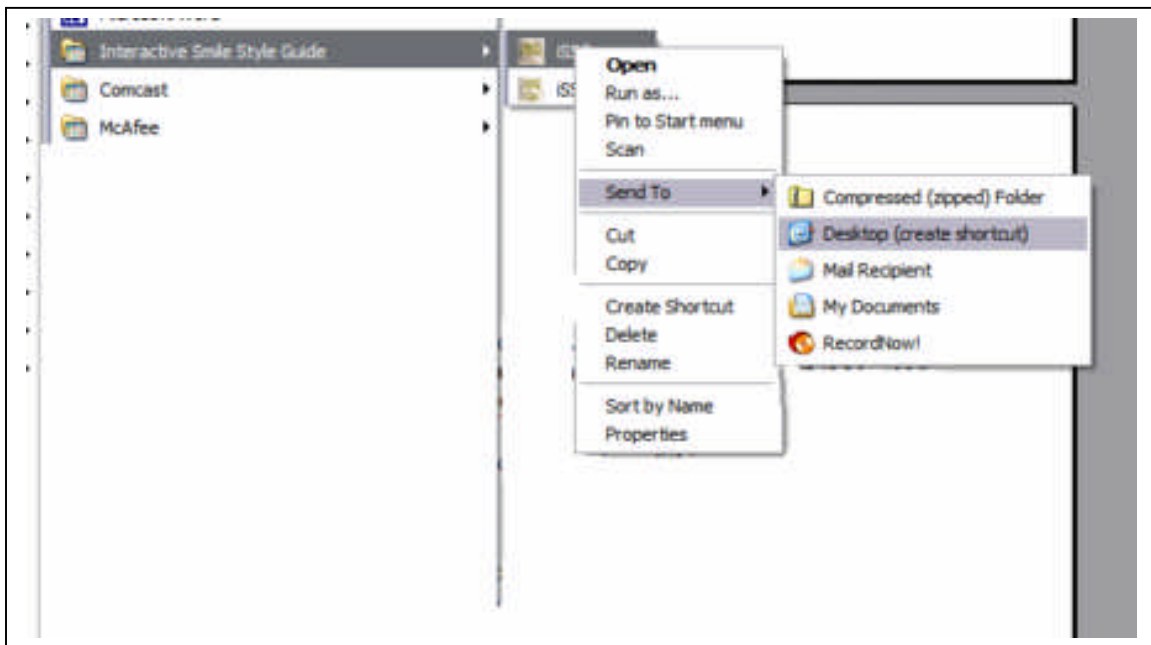 Interactive Smile Style Guide
Comcast
McAfee
Open
Run as...
Pin to Start menu
Scan
Send To
Cut
Copy
Create Shortcut
Delete
Rename
Sort by Name
Properties
Compressed (zipped) Folder
Desktop (create shortcut)
Mail Recipient
My Documents
RecordNow!